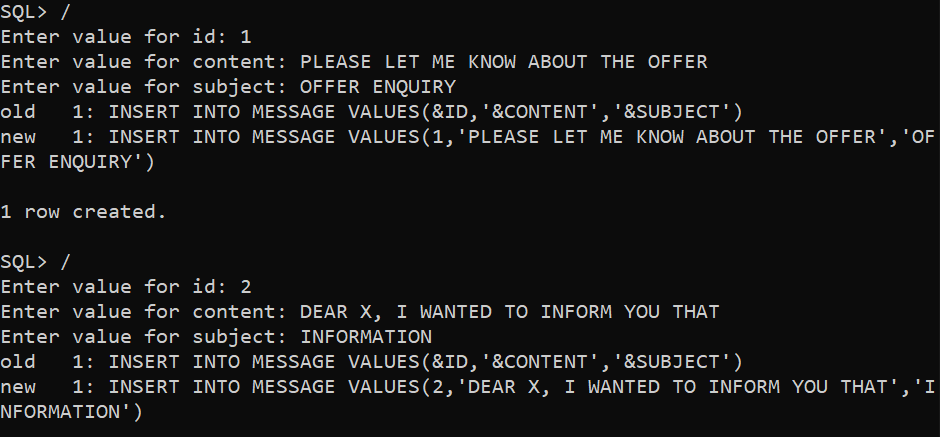 SQL> /
Enter value for id: 1
Enter value for content: PLEASE LET ME KNOW ABOUT THE OFFER
Enter value for subject: OFFER ENQUIRY
old   1: INSERT INTO MESSAGE VALUES(&ID,'&CONTENT','&SUBJECT')
new   1: INSERT INTO MESSAGE VALUES(1,'PLEASE LET ME KNOW ABOUT THE OFFER','OF
FER ENQUIRY')
1 row created.
SQL> /
Enter value for id: 2
Enter value for content: DEAR X, I WANTED TO INFORM YOU THAT
Enter value for subject: INFORMATION
old   1: INSERT INTO MESSAGE VALUES(&ID,'&CONTENT','&SUBJECT')
new   1: INSERT INTO MESSAGE VALUES(2,'DEAR X, I WANTED TO INFORM YOU THAT','I
NFORMATION')